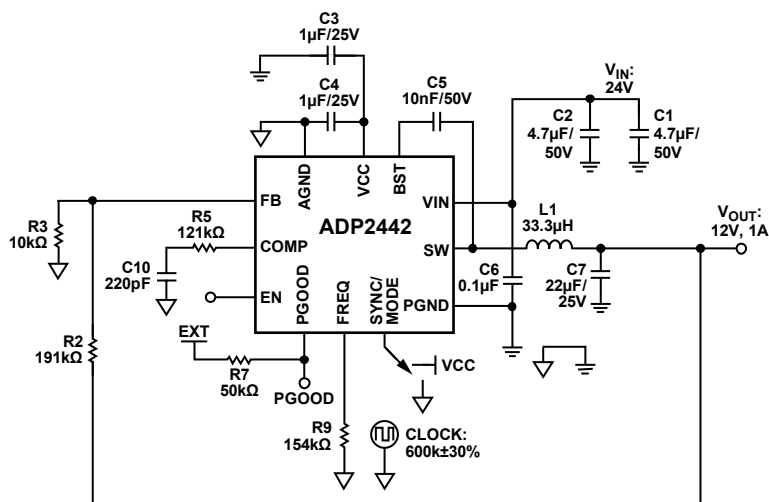 C3
1µF/25V
C4
1µF/25V
C5
10nF/50V
VIN:
24V
C2
4.7µF/
50V
C1
4.7µF/
50V
AGND
VCC
BST
FB
VIN
ADP2442
R3
10kΩ
R5
121kΩ
COMP
SW
L1
33.3µH
VOUT:
12V, 1A
C10
220pF
EN
PGOOD
FREQ
SYNC/
MODE
PGND
C6
0.1µF
C7
22µF/
25V
EXT
R2
191kΩ
R7
50kΩ
PGOOD
VCC
R9
154kΩ
CLOCK:
600k±30%